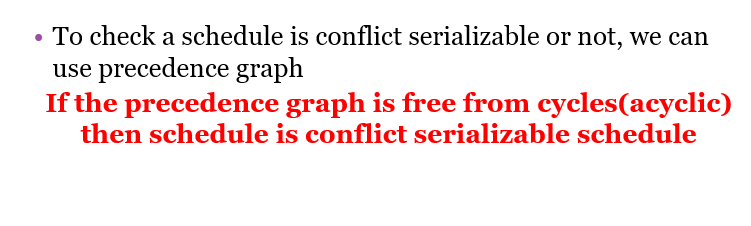 • To check a schedule is conflict serializable or not, we can
use precedence graph
If the precedence graph is free from cycles(acyclic)
then schedule is conflict serializable schedule